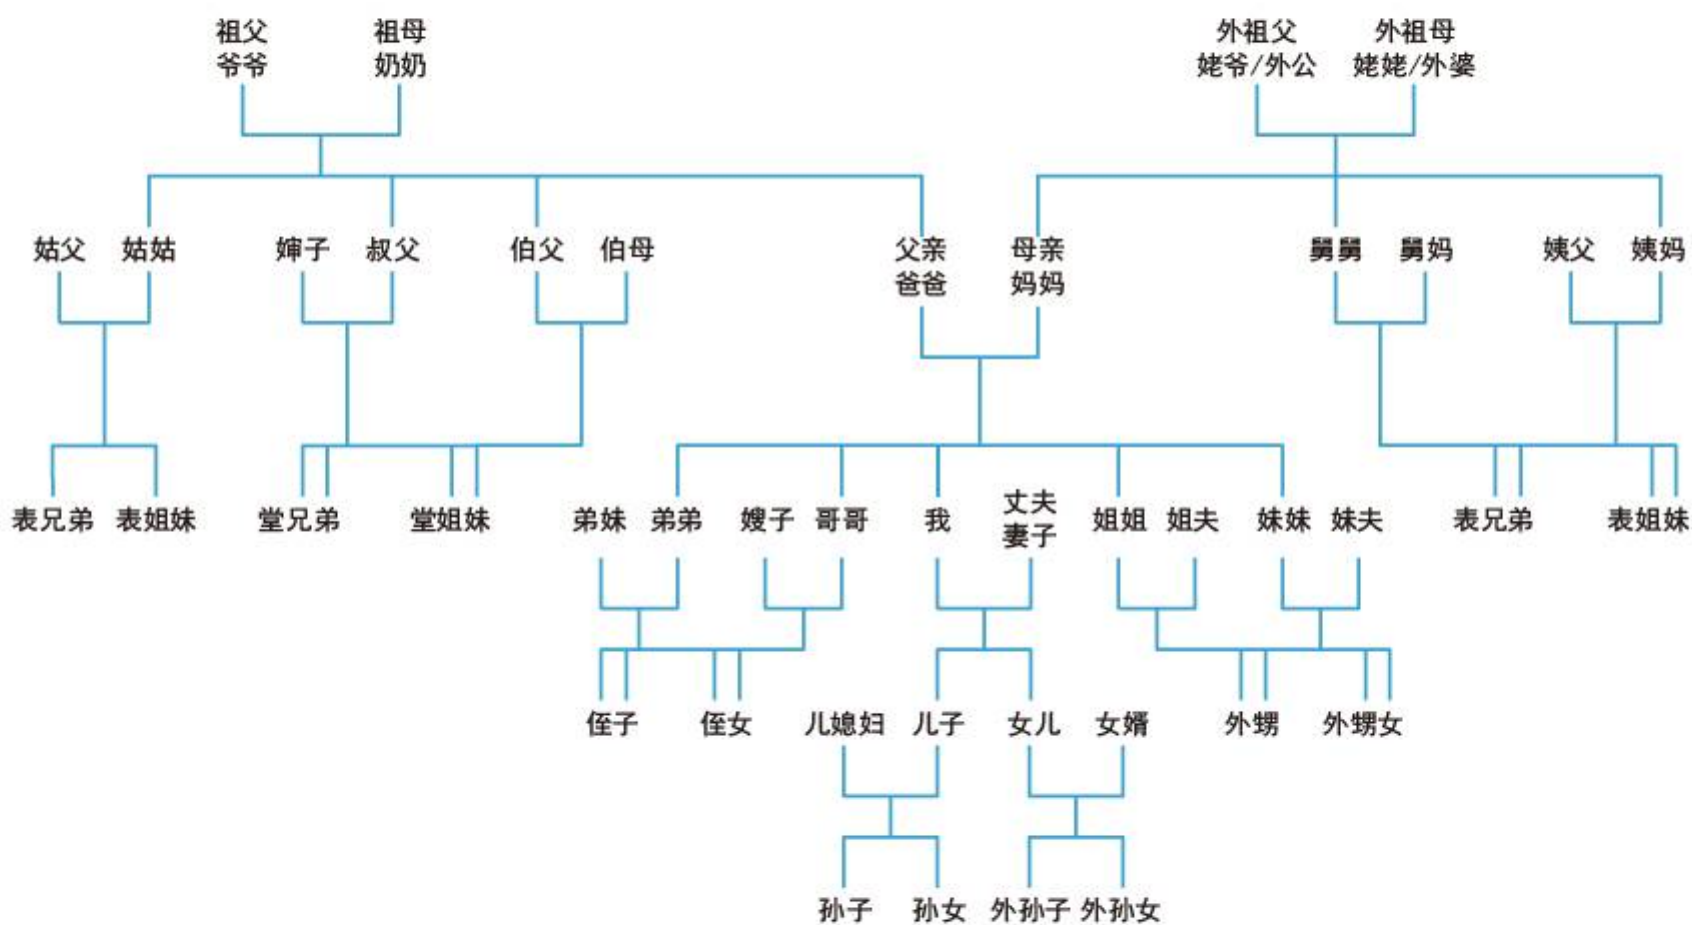 祖父 祖母 外祖父 外祖母
爷爷 奶奶 姥爷/外公 姥姥/外婆
姑父 姑姑 婶子 叔父 伯父 伯母 父亲 母亲 舅舅 舅妈 姨父 姨妈
爸爸 妈妈
表兄弟 表姐妹 堂兄弟 堂姐妹 弟妹 弟弟 嫂子 哥哥 我 丈夫 姐姐 姐夫 妹妹 妹夫 表兄弟 表姐妹
妻子
侄子 侄女 儿媳妇 儿子 女儿 女婿 外甥 外甥女
孙子 孙女 外孙子 外孙女